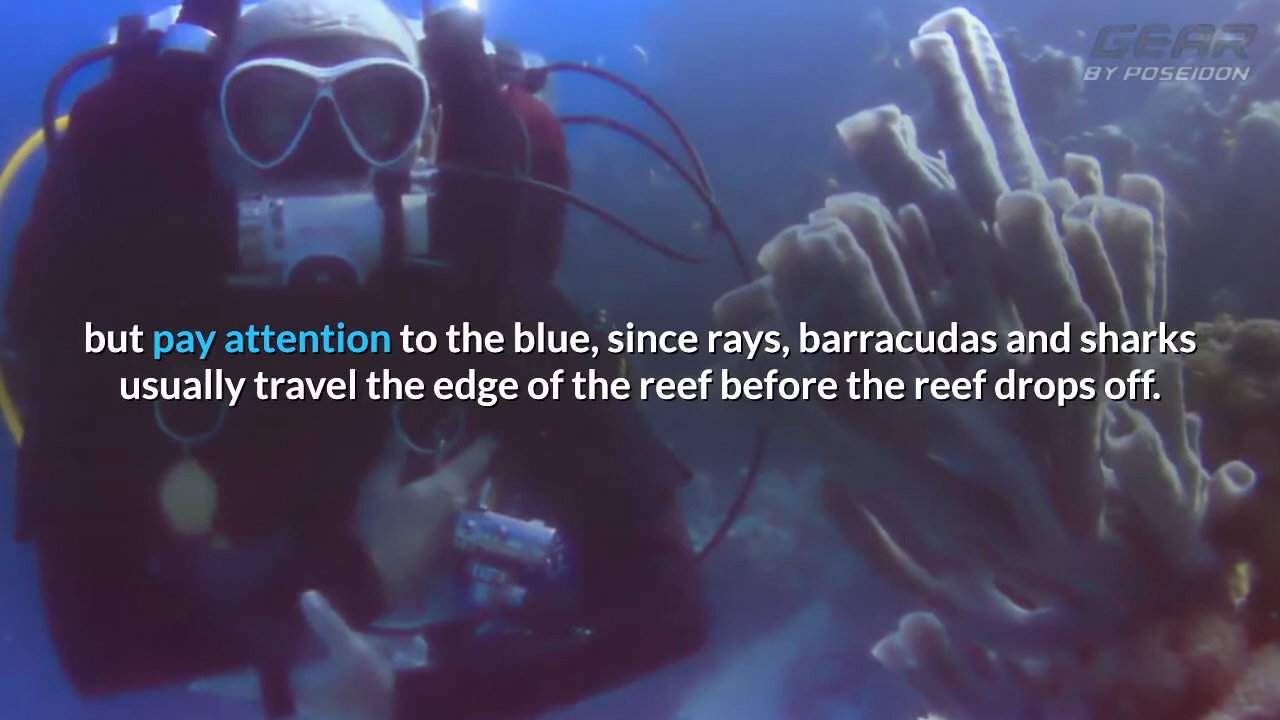 GEAR
BY POSEIDON
but pay attention to the blue, since rays, barracudas and sharks
usually travel the edge of the reef before the reef drops off.